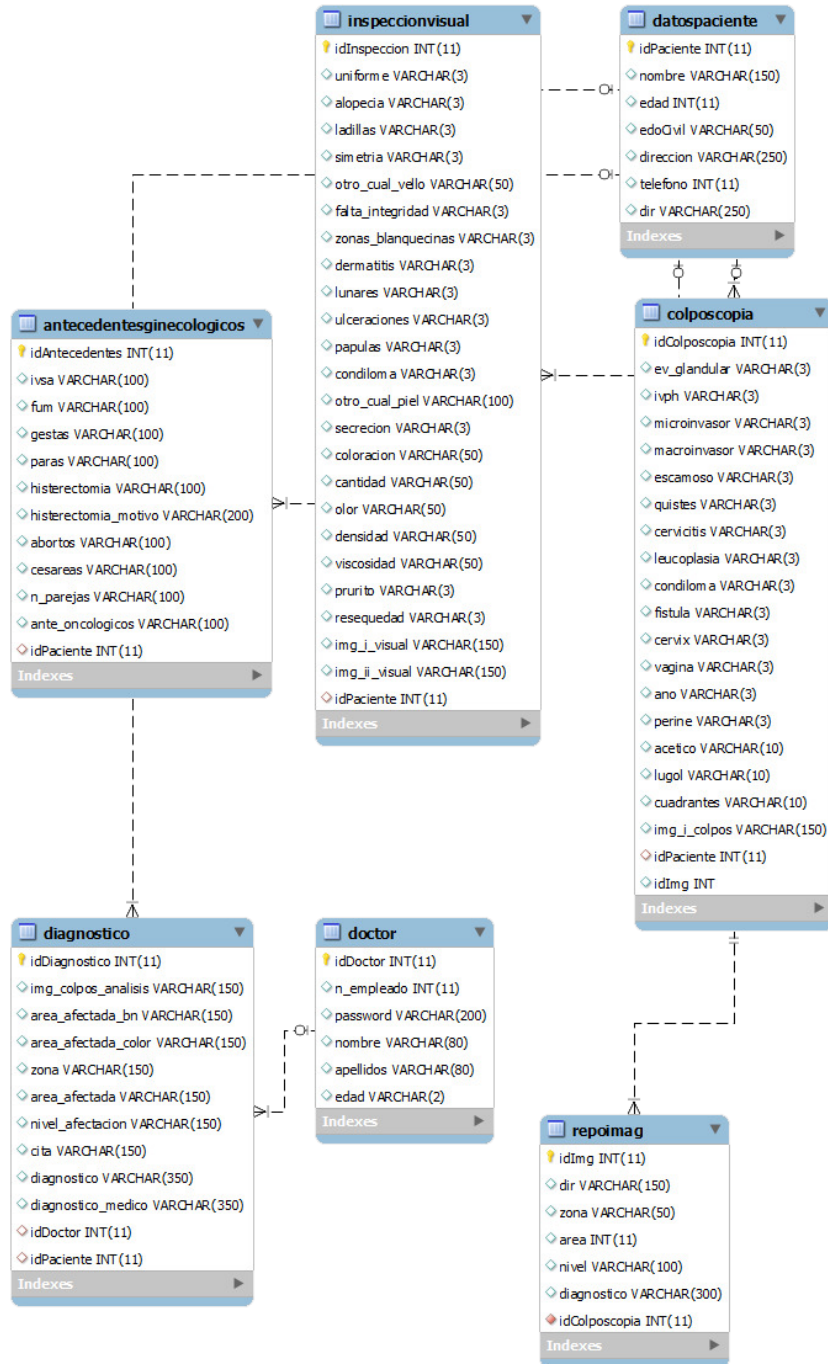 inspeccionvisual
idInspeccion INT(11)
uniforme VARCHAR(3)
alopecia VARCHAR(3)
ladillas VARCHAR(3)
simetria VARCHAR(3)
otro_cual_vello VARCHAR(50)
falta_integridad VARCHAR(3)
zonas_blanquecinas VARCHAR(3)
dermatitis VARCHAR(3)
lunares VARCHAR(3)
ulceraciones VARCHAR(3)
papulas VARCHAR(3)
condiloma VARCHAR(3)
otro_cual_piel VARCHAR(100)
secrecion VARCHAR(3)
coloracion VARCHAR(50)
cantidad VARCHAR(50)
olor VARCHAR(50)
densidad VARCHAR(50)
viscosidad VARCHAR(50)
prurito VARCHAR(3)
resequedad VARCHAR(3)
img_i_visual VARCHAR(150)
img_ii_visual VARCHAR(150)
idPaciente INT(11)
Indexes
datospaciente
idPaciente INT(11)
nombre VARCHAR(150)
edad INT(11)
edoCivil VARCHAR(50)
direccion VARCHAR(250)
telefono INT(11)
dir VARCHAR(250)
Indexes
antecedentesginecologicos
idAntecedentes INT(11)
ivsa VARCHAR(100)
fum VARCHAR(100)
gestas VARCHAR(100)
paras VARCHAR(100)
histerectomia VARCHAR(100)
histerectomia_motivo VARCHAR(200)
abortos VARCHAR(100)
cesareas VARCHAR(100)
n_parejas VARCHAR(100)
ante_oncologicos VARCHAR(100)
idPaciente INT(11)
Indexes
colposcopia
idColposcopia INT(11)
ev_glandular VARCHAR(3)
ivph VARCHAR(3)
microinvasor VARCHAR(3)
macroinvasor VARCHAR(3)
escamoso VARCHAR(3)
quistes VARCHAR(3)
cervicitis VARCHAR(3)
leucoplasia VARCHAR(3)
condiloma VARCHAR(3)
fistula VARCHAR(3)
cervix VARCHAR(3)
vagina VARCHAR(3)
ano VARCHAR(3)
perine VARCHAR(3)
acetico VARCHAR(10)
lugol VARCHAR(10)
cuadrantes VARCHAR(10)
img_i_colpos VARCHAR(150)
idPaciente INT(11)
idImg INT
Indexes
diagnostico
idDiagnostico INT(11)
img_colpos_analisis VARCHAR(150)
area_afectada_bn VARCHAR(150)
area_afectada_color VARCHAR(150)
zona VARCHAR(150)
area_afectada VARCHAR(150)
nivel_afectacion VARCHAR(150)
cita VARCHAR(150)
diagnostico VARCHAR(350)
diagnostico_medico VARCHAR(350)
idDoctor INT(11)
idPaciente INT(11)
Indexes
doctor
idDoctor INT(11)
n_empleado INT(11)
password VARCHAR(200)
nombre VARCHAR(80)
apellidos VARCHAR(80)
edad VARCHAR(2)
Indexes
repoimag
idImg INT(11)
dir VARCHAR(150)
zona VARCHAR(50)
area INT(11)
nivel VARCHAR(100)
diagnostico VARCHAR(300)
idColposcopia INT(11)
Indexes